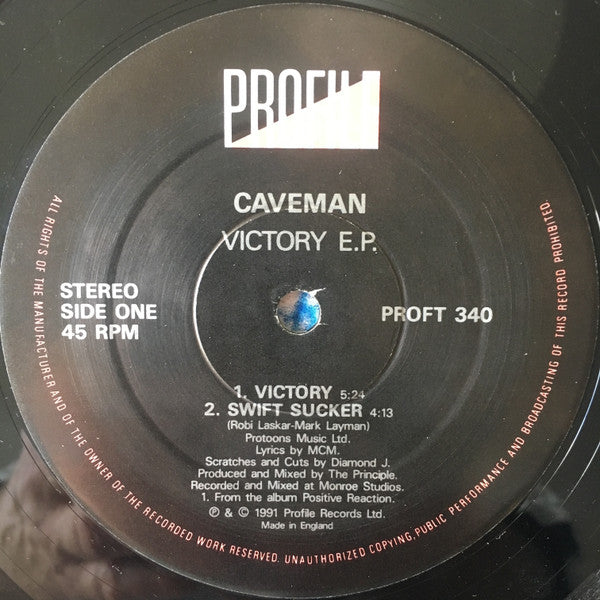 PROFILE
CAVEMAN
VICTORY E.P.
STEREO
SIDE ONE
45 RPM
PROFT 340
1. VICTORY 5:24
2. SWIFT SUCKER 4:13
(Robi Laskar-Mark Layman)
Protoons Music Ltd.
Lyrics by MCM.
Scratches and Cuts by Diamond J.
Produced and Mixed by The Principle.
Recorded and Mixed at Monroe Studios.
1. From the album Positive Reaction.
℗ & © 1991 Profile Records Ltd.
Made in England
ALL RIGHTS OF THE MANUFACTURER AND OF THE OWNER OF THE RECORDED WORK RESERVED. UNAUTHORIZED COPYING, PUBLIC PERFORMANCE AND BROADCASTING OF THIS RECORD PROHIBITED.